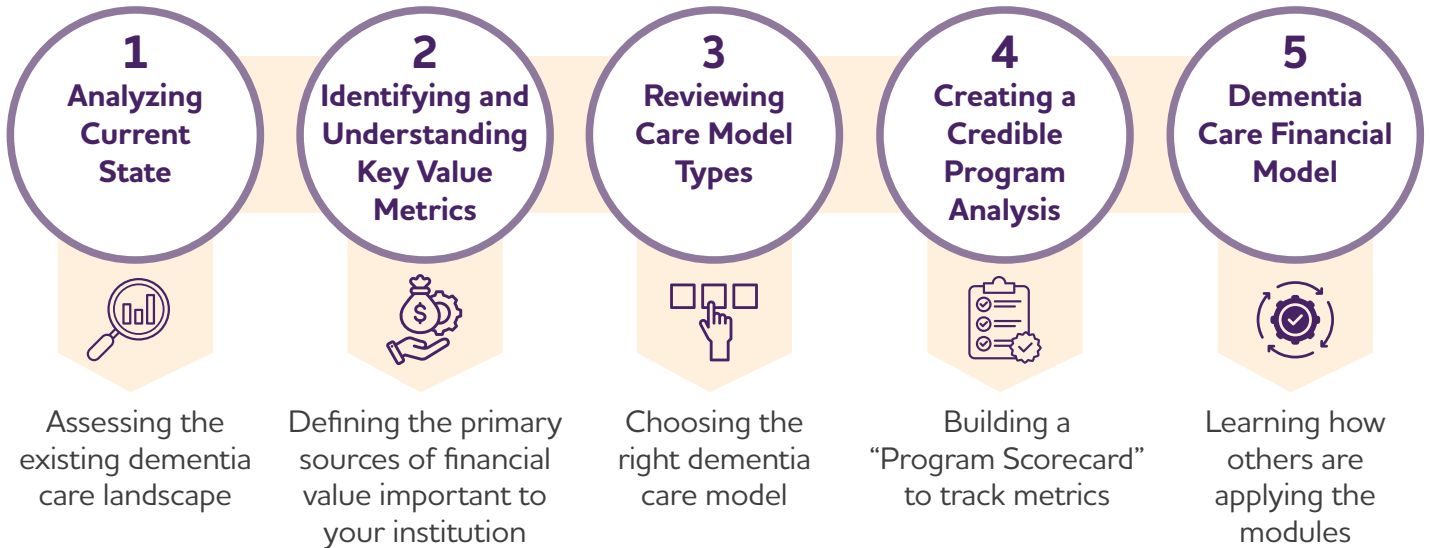 1
Analyzing
Current
State
Assessing the
existing dementia
care landscape
2
Identifying and
Understanding
Key Value
Metrics
$
Defining the primary
sources of financial
value important to
your institution
3
Reviewing
Care Model
Types
Choosing the
right dementia
care model
4
Creating a
Credible
Program
Analysis
Building a
“Program Scorecard”
to track metrics
5
Dementia
Care Financial
Model
Learning how
others are
applying the
modules